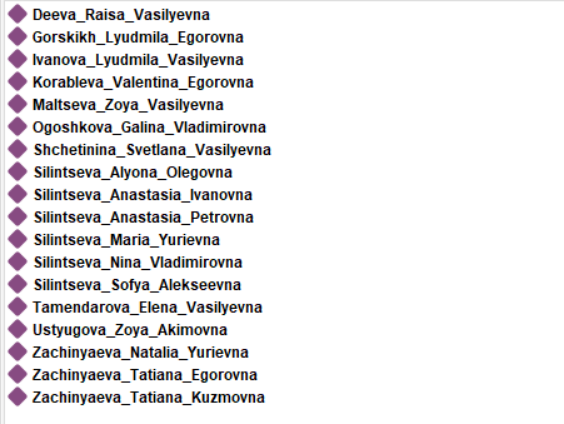 Deeva_Raisa_Vasilyevna
Gorskikh_Lyudmila_Egorovna
Ivanova_Lyudmila_Vasilyevna
Korableva_Valentina_Egorovna
Maltseva_Zoya_Vasilyevna
Ogoshkova_Galina_Vladimirovna
Shchetinina_Svetlana_Vasilyevna
Silintseva_Alyona_Olegovna
Silintseva_Anastasia_Ivanovna
Silintseva_Anastasia_Petrovna
Silintseva_Maria_Yurievna
Silintseva_Nina_Vladimirovna
Silintseva_Sofya_Alekseevna
Tamendarova_Elena_Vasilyevna
Ustyugova_Zoya_Akimovna
Zachinyaeva_Natalia_Yurievna
Zachinyaeva_Tatiana_Egorovna
Zachinyaeva_Tatiana_Kuzmovna